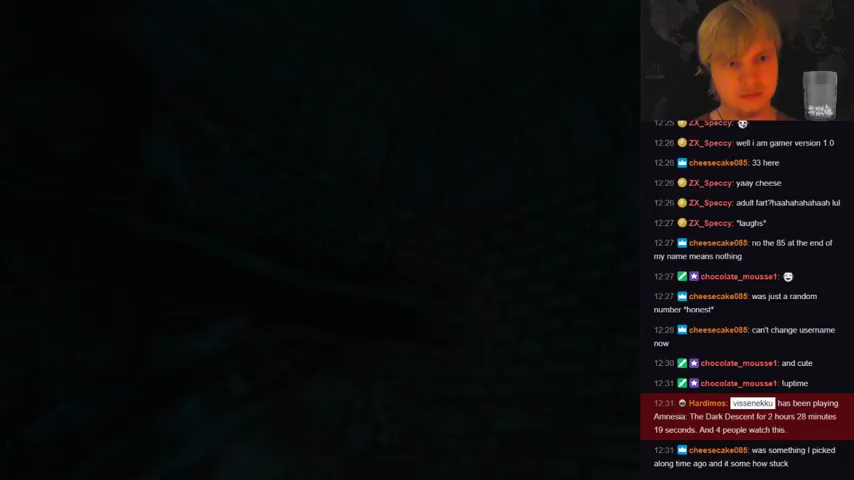 12:25 ZX_Speccy:
12:26 ZX_Speccy: well i am gamer version 1.0
12:26 cheesecake085: 33 here
12:26 ZX_Speccy: yaay cheese
12:26 ZX_Speccy: adult fart?haahahahahaah lul
12:27 ZX_Speccy: *laughs*
12:27 cheesecake085: no the 85 at the end of
my name means nothing
12:27 chocolate_mousse1:
12:27 cheesecake085: was just a random
number *honest*
12:28 cheesecake085: can't change username
now
12:30 chocolate_mousse1: and cute
12:31 chocolate_mousse1: !uptime
12:31 Hardimos: vissenekku has been playing
Amnesia: The Dark Descent for 2 hours 28 minutes
19 seconds. And 4 people watch this.
12:31 cheesecake085: was something I picked
along time ago and it some how stuck